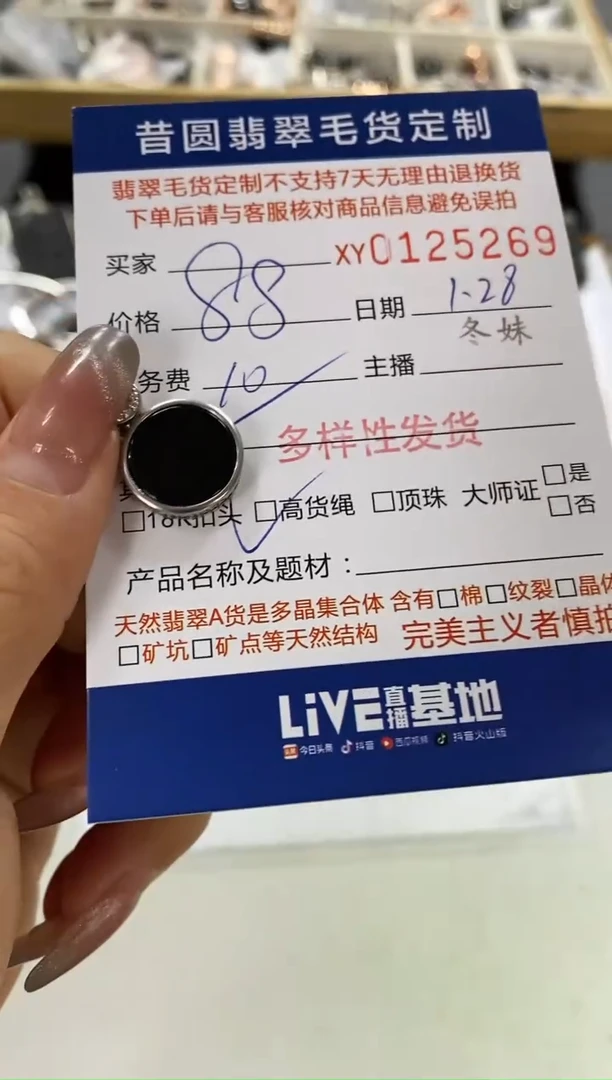 昔圆翡翠毛货定制
翡翠毛货定制不支持7天无理由退换货
下单后请与客服核对商品信息避免误拍
买家 XY0125269
价格 88 日期 1.28
冬妹
务费 10 主播
多样性发货
□18K扣头 □高货绳 □顶珠 大师证 □是
□否
产品名称及题材：
天然翡翠A货是多晶集合体 含有□棉□纹裂□晶体
□矿坑□矿点等天然结构 完美主义者慎拍
LiVE直播基地
今日头条 抖音 西瓜视频 抖音火山版